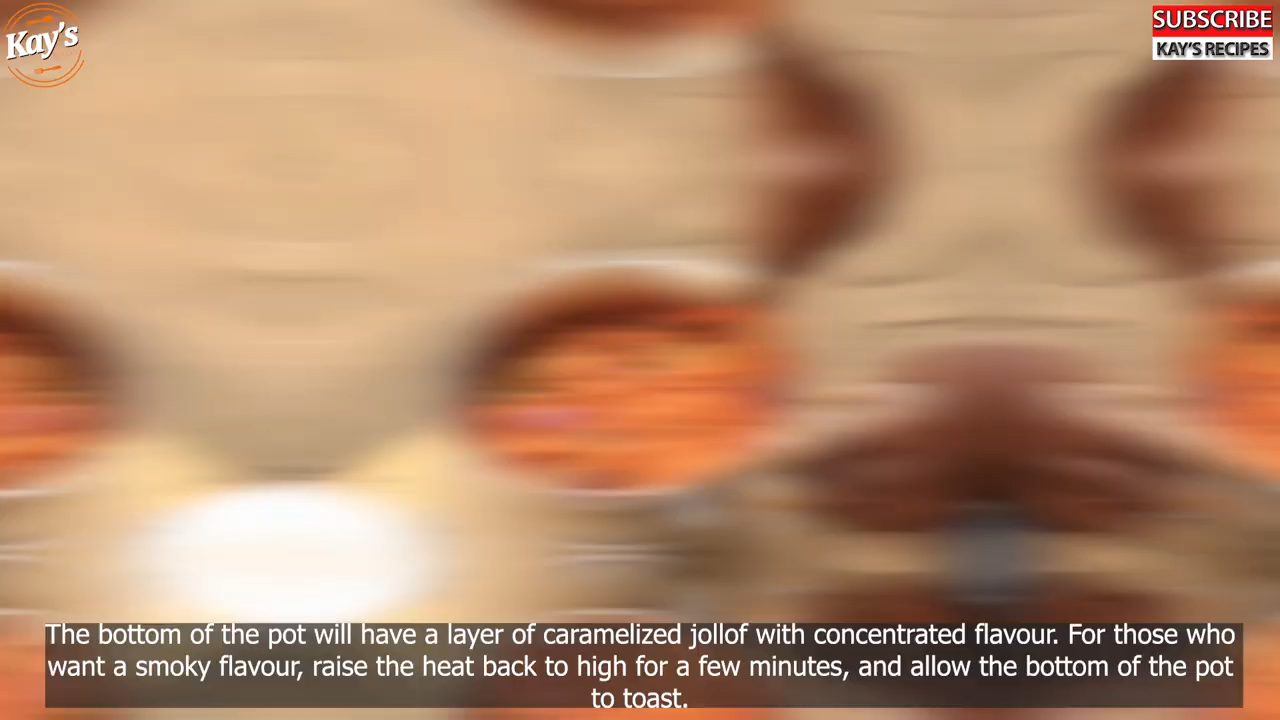 Kay's
SUBSCRIBE
KAY'S RECIPES
The bottom of the pot will have a layer of caramelized jollof with concentrated flavour. For those who
want a smoky flavour, raise the heat back to high for a few minutes, and allow the bottom of the pot
to toast.